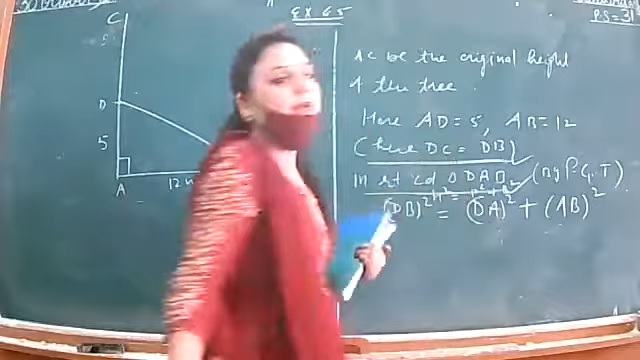 EX 6.5
P.S = 31
C
D
5
A
12
AC be the original height
of the tree.
Here AD = 5, AB = 12
(here DC = DB)
In rt ∠d Δ DAB, (By P.G.T)
(DB)² = (DA)² + (AB)²